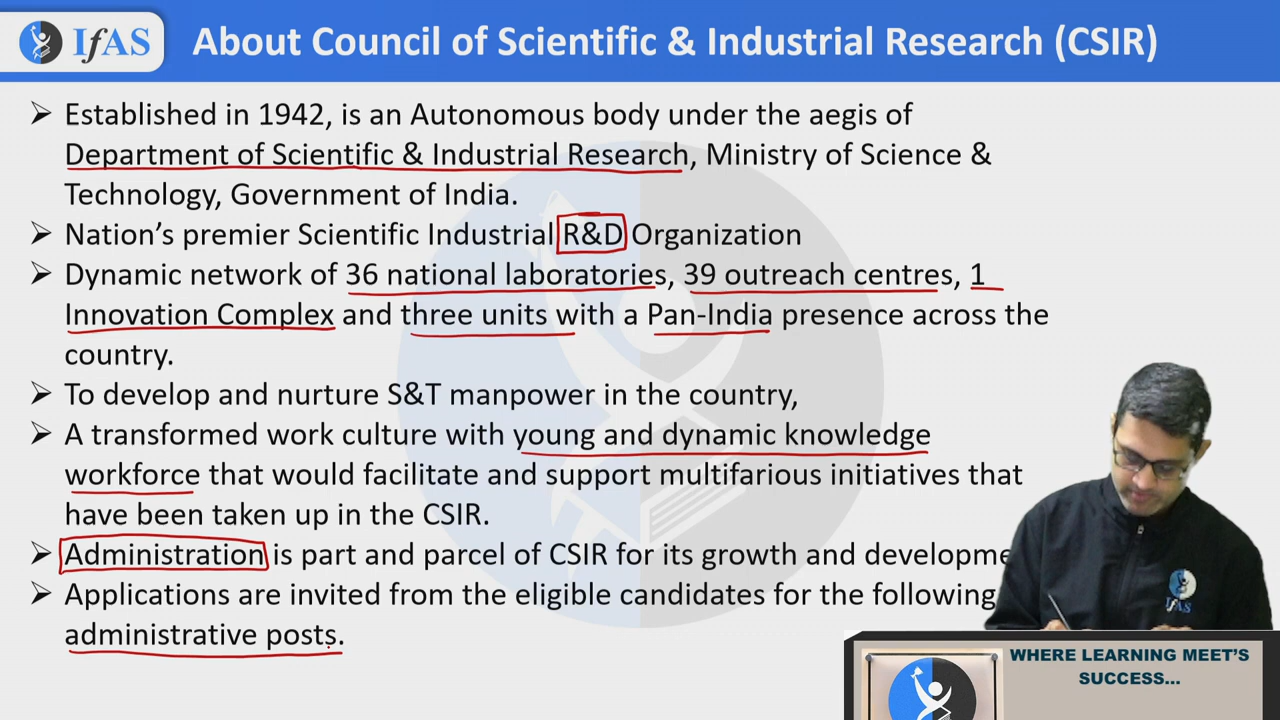 IfAS
About Council of Scientific & Industrial Research (CSIR)
➢ Established in 1942, is an Autonomous body under the aegis of
Department of Scientific & Industrial Research, Ministry of Science &
Technology, Government of India.
➢ Nation's premier Scientific Industrial R&D Organization
➢ Dynamic network of 36 national laboratories, 39 outreach centres, 1
Innovation Complex and three units with a Pan-India presence across the
country.
➢ To develop and nurture S&T manpower in the country,
➢ A transformed work culture with young and dynamic knowledge
workforce that would facilitate and support multifarious initiatives that
have been taken up in the CSIR.
➢ Administration is part and parcel of CSIR for its growth and developme
➢ Applications are invited from the eligible candidates for the following
administrative posts.
IfAS
WHERE LEARNING MEET'S
SUCCESS...